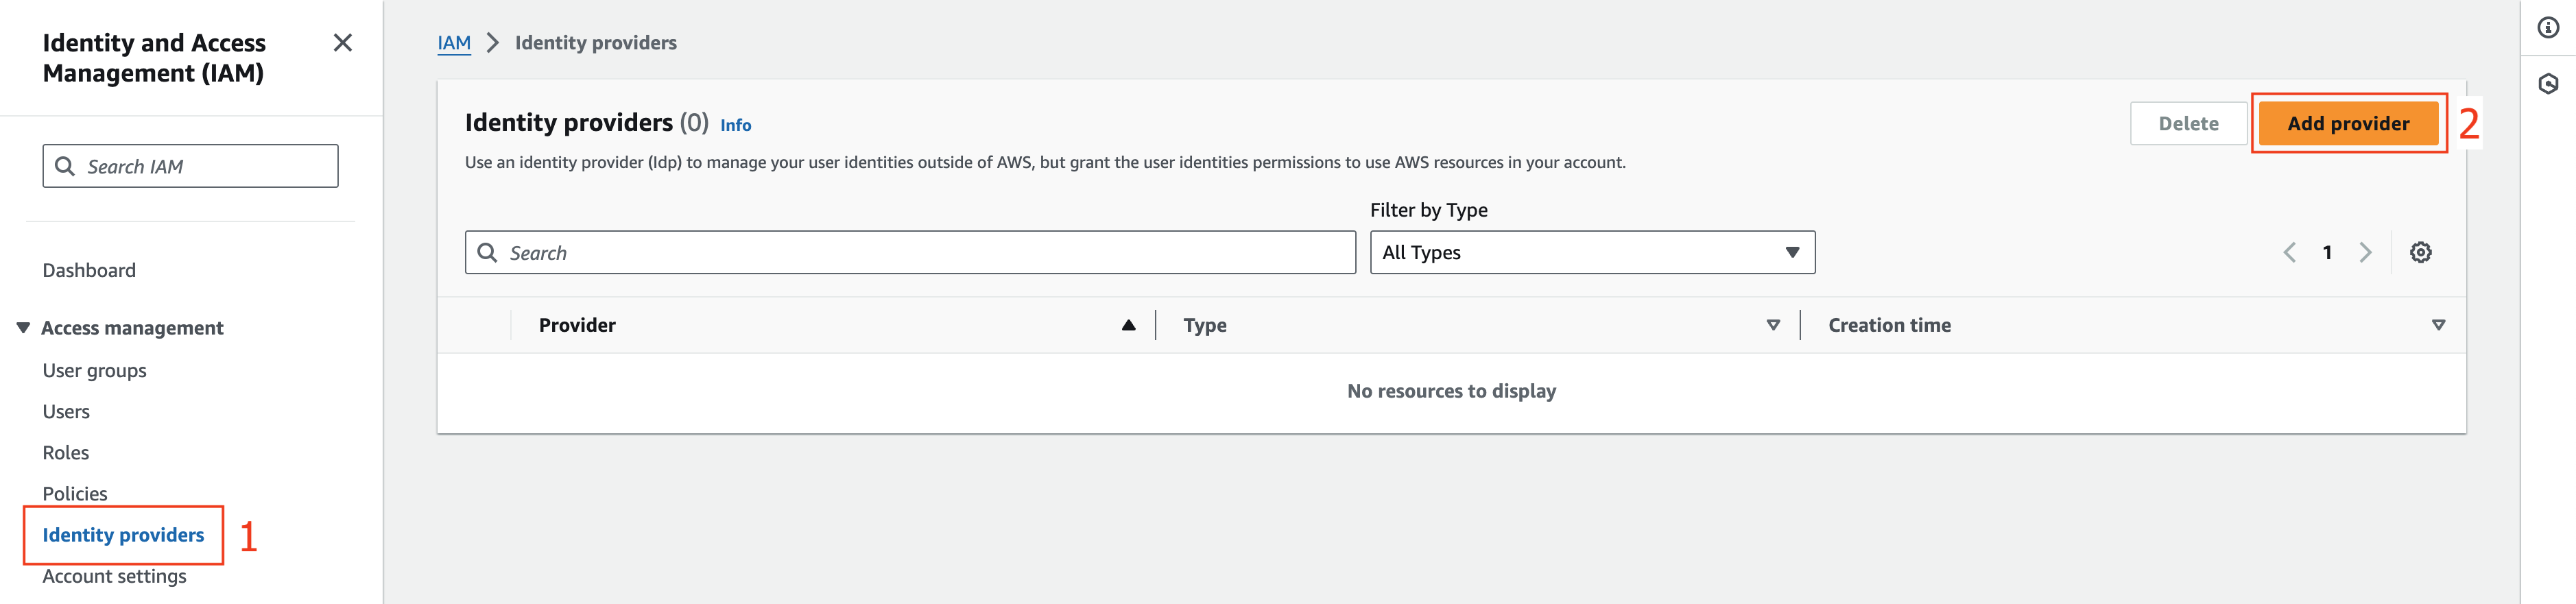 Identity and Access
Management (IAM)
Search IAM
Dashboard
Access management
User groups
Users
Roles
Policies
Identity providers 1
Account settings
IAM > Identity providers
Identity providers (0) Info
Delete
Add provider 2
Use an identity provider (Idp) to manage your user identities outside of AWS, but grant the user identities permissions to use AWS resources in your account.
Filter by Type
Search
All Types
1
Provider Type Creation time
No resources to display